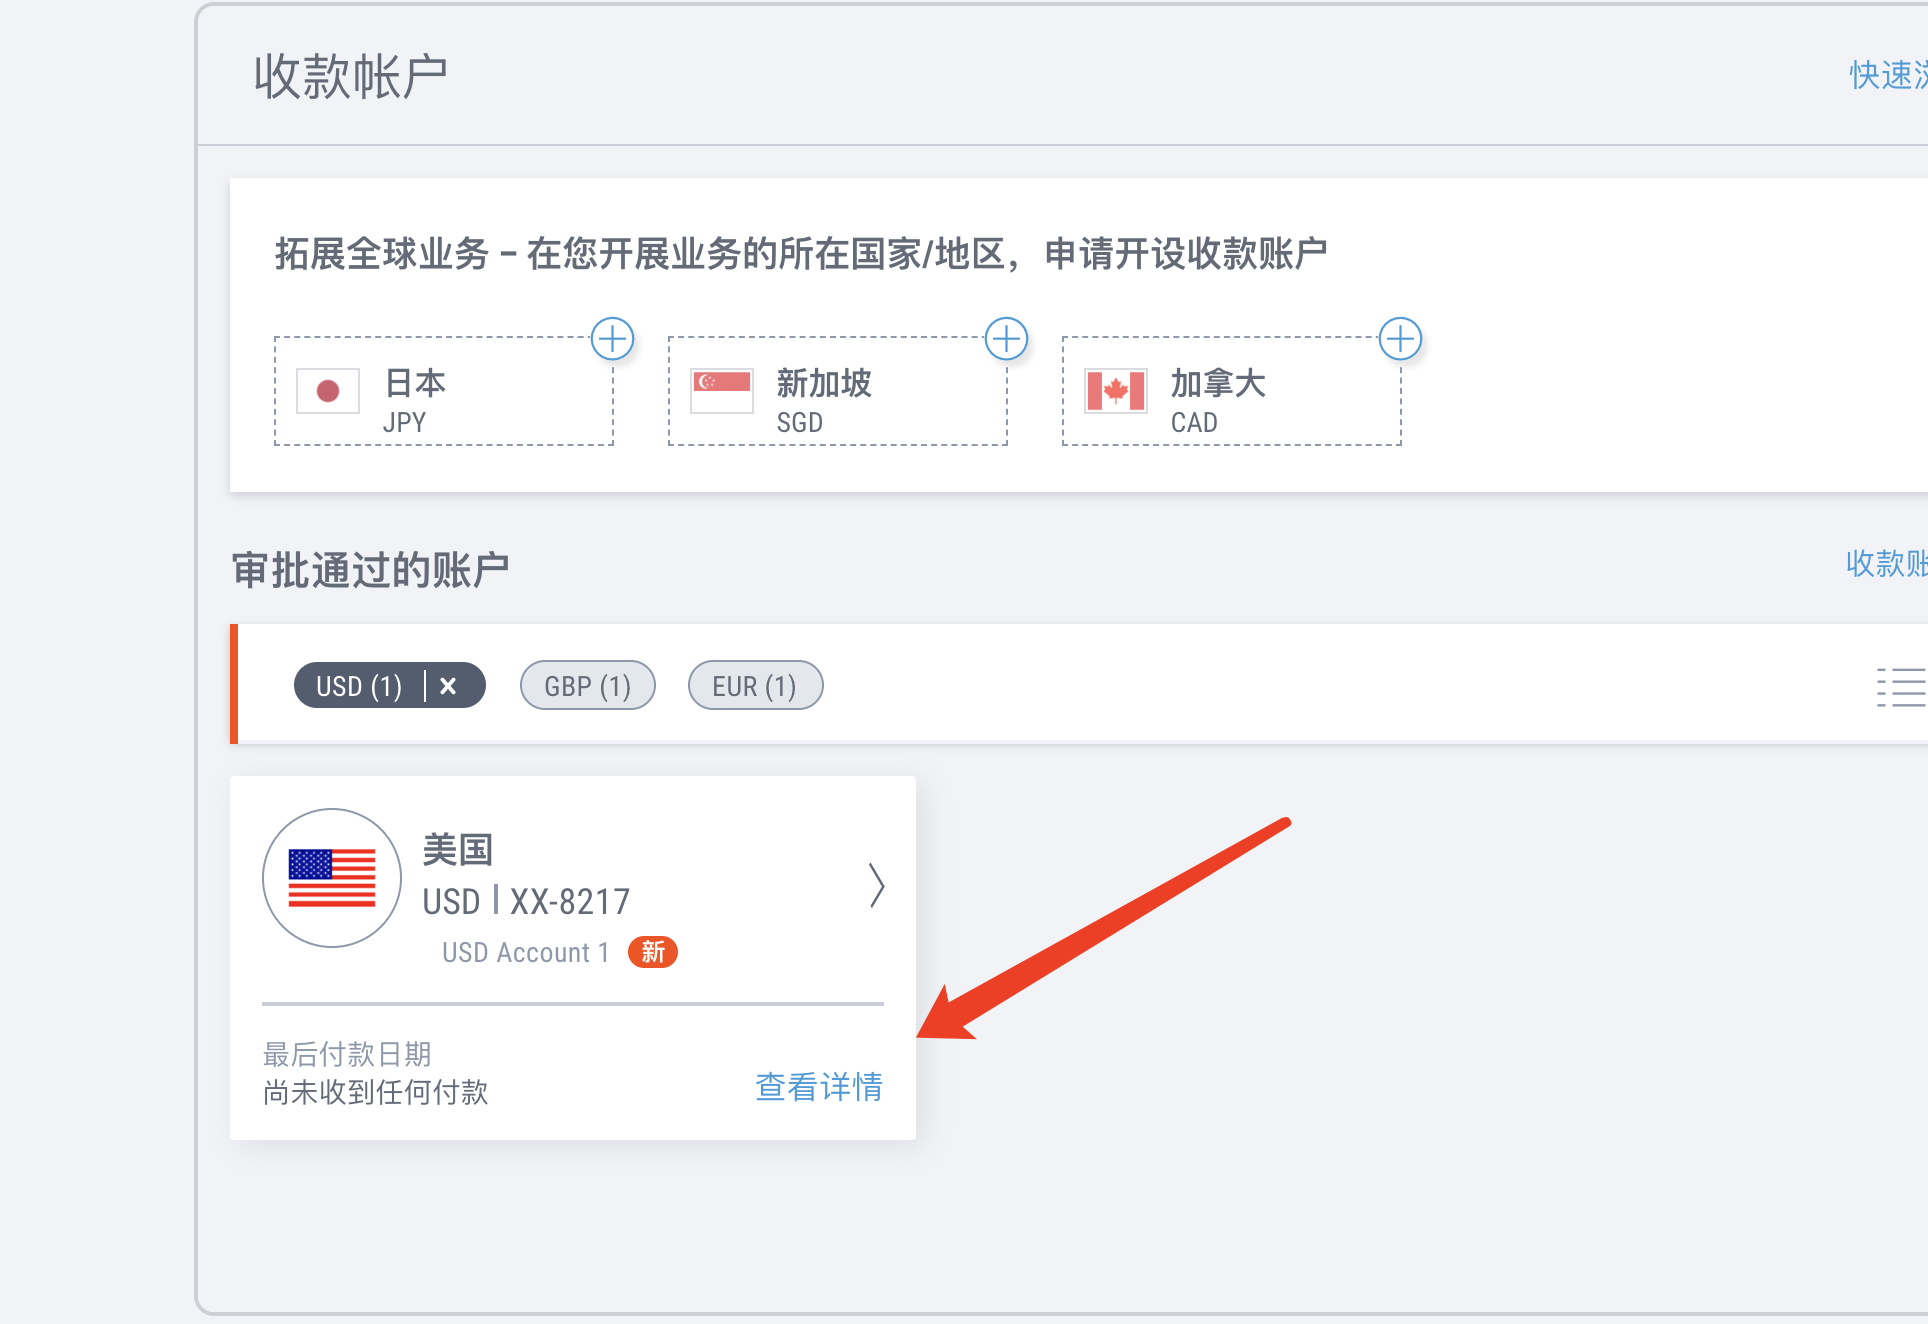 收款帐户
快速
拓展全球业务 – 在您开展业务的所在国家/地区，申请开设收款账户
日本
JPY
新加坡
SGD
加拿大
CAD
审批通过的账户
收款账
USD (1)
GBP (1)
EUR (1)
美国
USD | XX-8217
USD Account 1 新
最后付款日期
尚未收到任何付款
查看详情